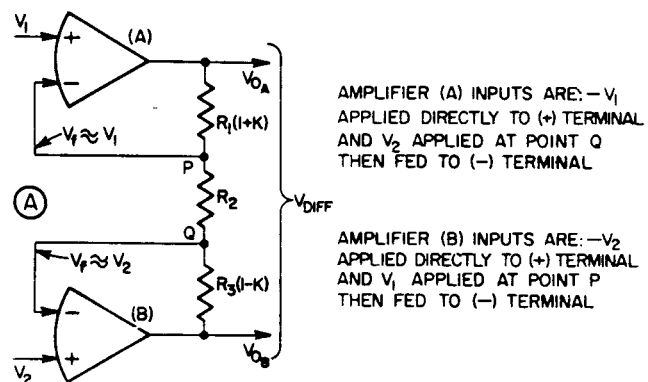 V1
+
(A)
−
VOA
R1(1+K)
Vf≈V1
P
A
R2
VDIFF
Q
Vf≈V2
R3(1-K)
−
(B)
+
V2
VOB
AMPLIFIER (A) INPUTS ARE:-V1
APPLIED DIRECTLY TO (+) TERMINAL
AND V2 APPLIED AT POINT Q
THEN FED TO (-) TERMINAL
AMPLIFIER (B) INPUTS ARE:-V2
APPLIED DIRECTLY TO (+) TERMINAL
AND V1 APPLIED AT POINT P
THEN FED TO (-) TERMINAL